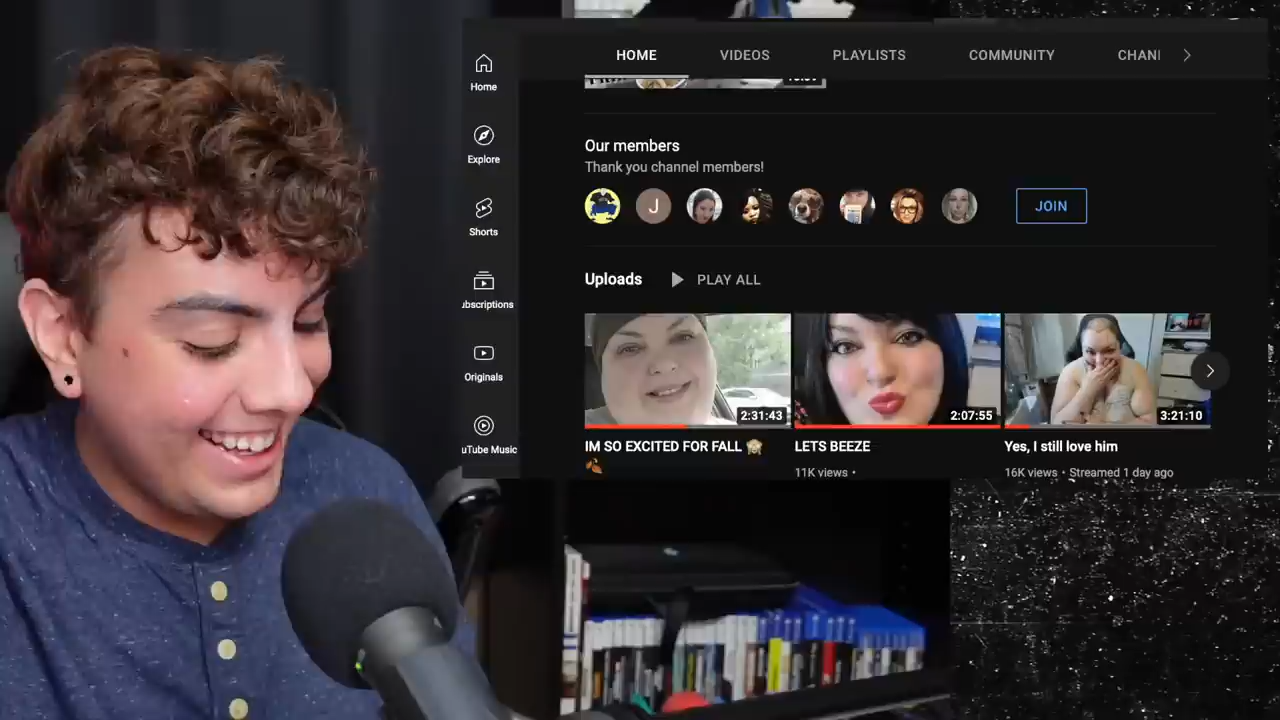 HOME VIDEOS PLAYLISTS COMMUNITY CHANI
Home
Explore
Shorts
ubscriptions
Originals
uTube Music
Our members
Thank you channel members!
J
JOIN
Uploads PLAY ALL
2:31:43
2:07:55
3:21:10
IM SO EXCITED FOR FALL 🙈
🍂
LETS BEEZE
11K views •
Yes, I still love him
16K views • Streamed 1 day ago